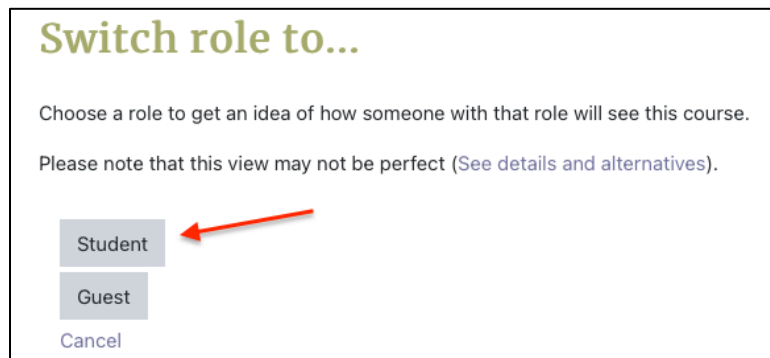 Switch role to...
Choose a role to get an idea of how someone with that role will see this course.
Please note that this view may not be perfect (See details and alternatives).
Student
Guest
Cancel